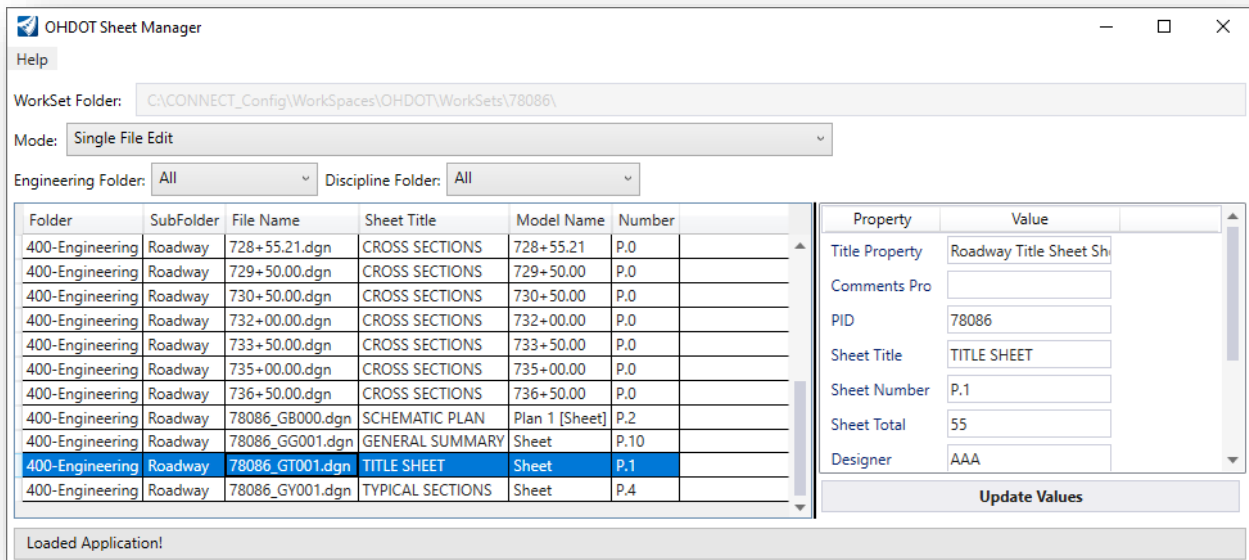 OHDOT Sheet Manager
Help
WorkSet Folder: C:\CONNECT_Config\WorkSpaces\OHDOT\WorkSets\78086\
Mode: Single File Edit
Engineering Folder: All Discipline Folder: All
Folder SubFolder File Name Sheet Title Model Name Number
400-Engineering Roadway 728+55.21.dgn CROSS SECTIONS 728+55.21 P.0
400-Engineering Roadway 729+50.00.dgn CROSS SECTIONS 729+50.00 P.0
400-Engineering Roadway 730+50.00.dgn CROSS SECTIONS 730+50.00 P.0
400-Engineering Roadway 732+00.00.dgn CROSS SECTIONS 732+00.00 P.0
400-Engineering Roadway 733+50.00.dgn CROSS SECTIONS 733+50.00 P.0
400-Engineering Roadway 735+00.00.dgn CROSS SECTIONS 735+00.00 P.0
400-Engineering Roadway 736+50.00.dgn CROSS SECTIONS 736+50.00 P.0
400-Engineering Roadway 78086_GB000.dgn SCHEMATIC PLAN Plan 1 [Sheet] P.2
400-Engineering Roadway 78086_GG001.dgn GENERAL SUMMARY Sheet P.10
400-Engineering Roadway 78086_GT001.dgn TITLE SHEET Sheet P.1
400-Engineering Roadway 78086_GY001.dgn TYPICAL SECTIONS Sheet P.4
Property Value
Title Property Roadway Title Sheet Sh
Comments Pro
PID 78086
Sheet Title TITLE SHEET
Sheet Number P.1
Sheet Total 55
Designer AAA
Update Values
Loaded Application!